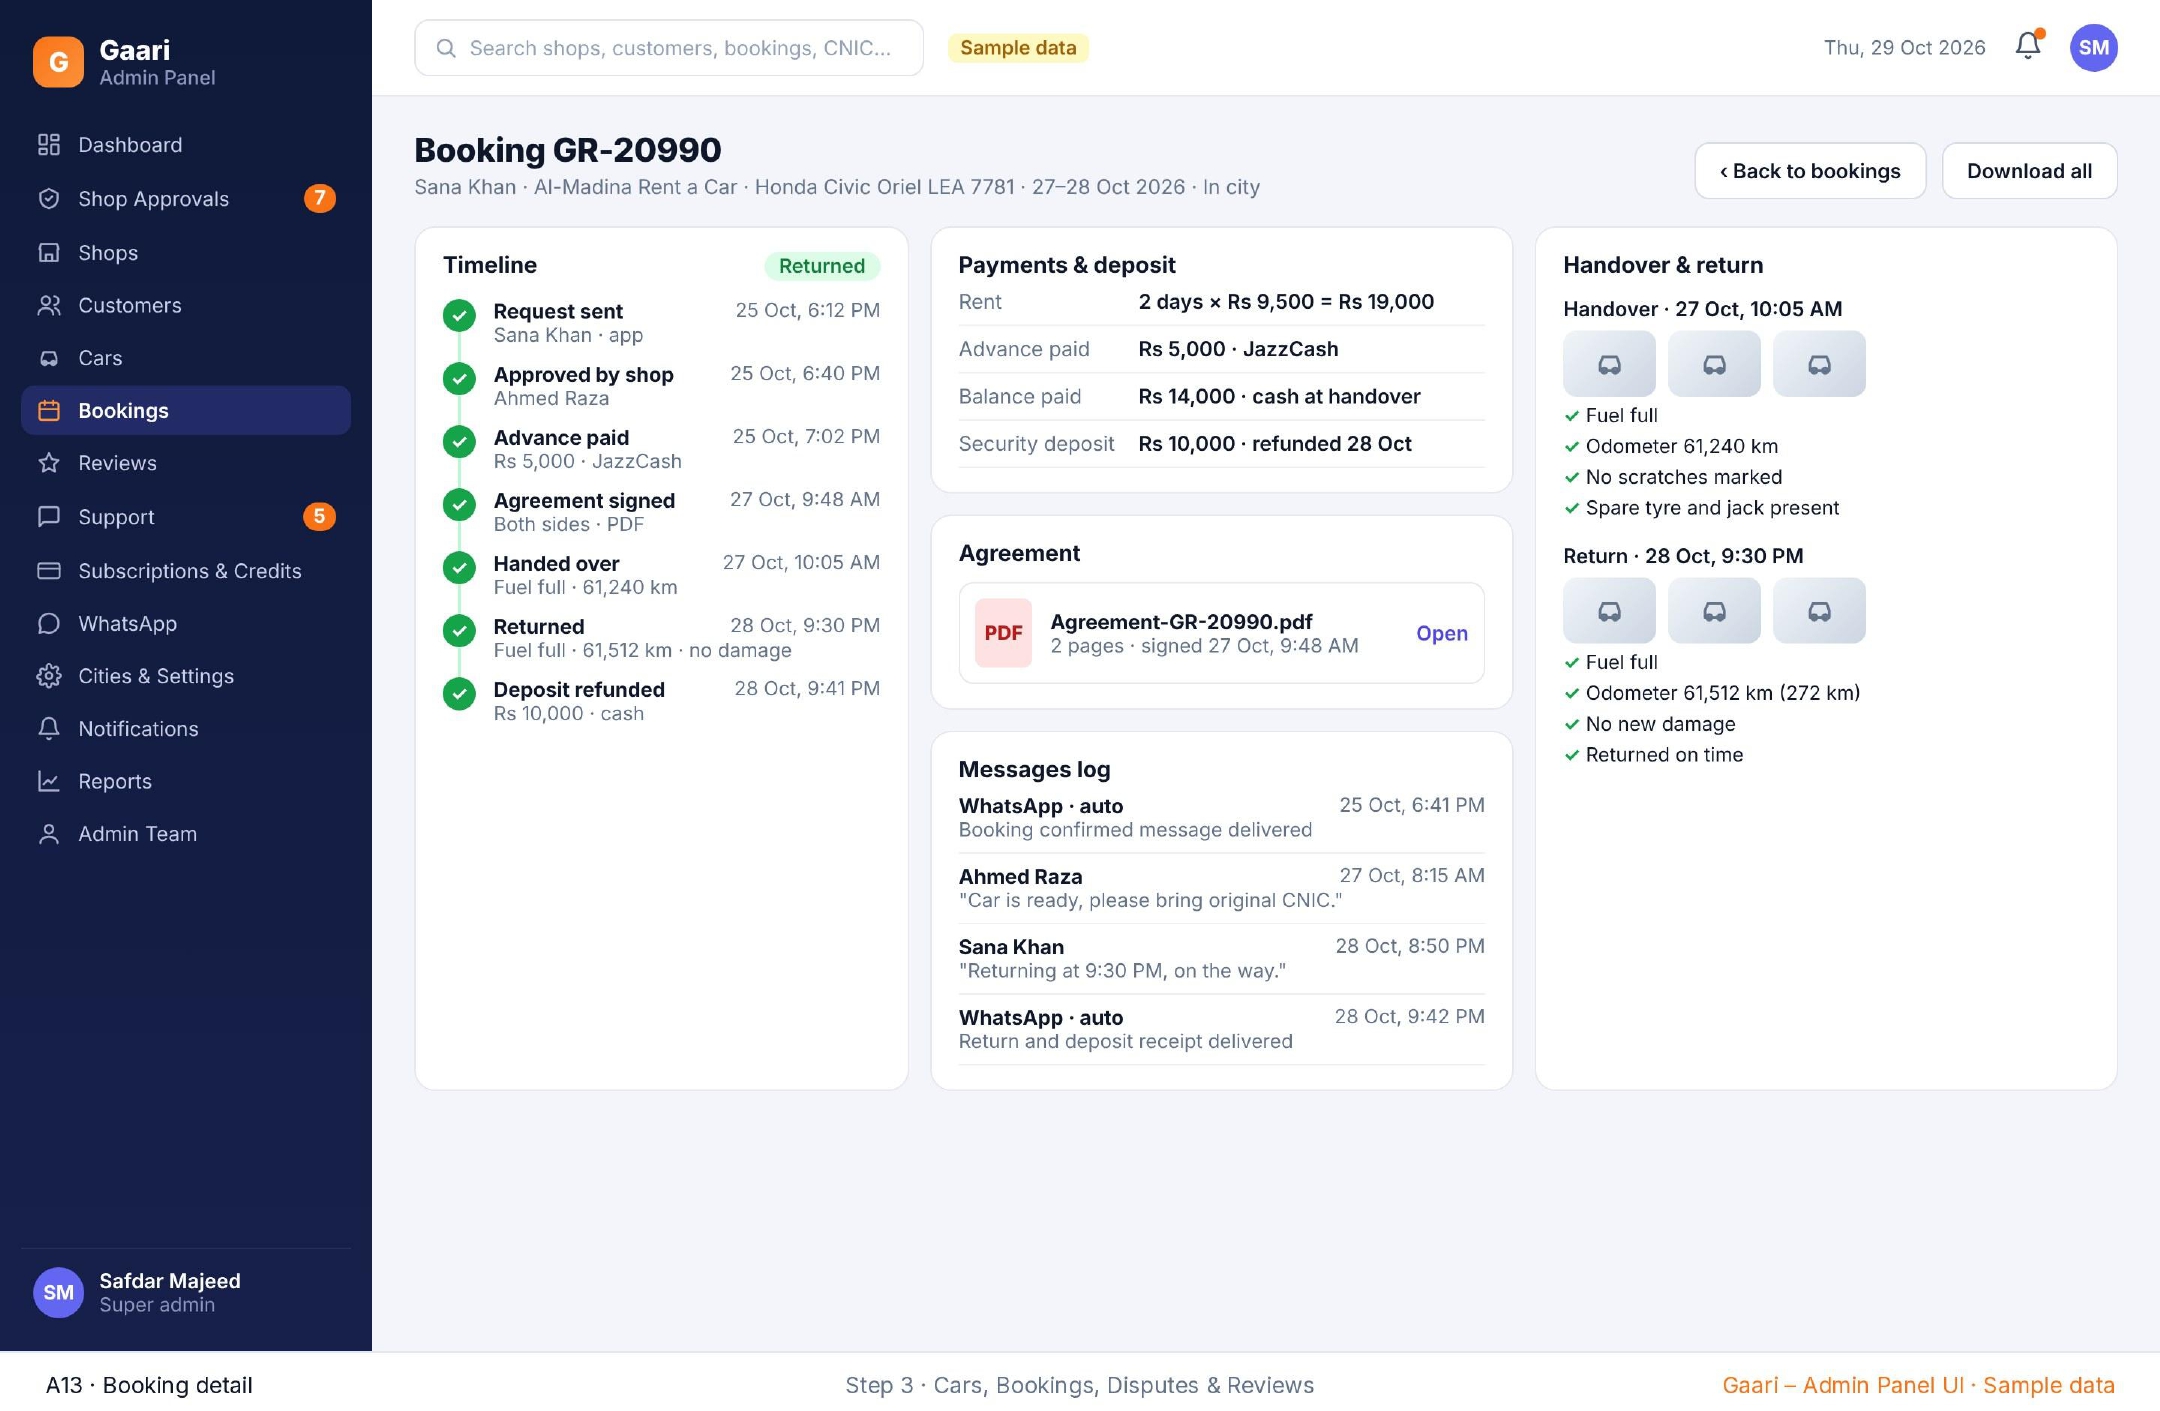 G
Gaari
Admin Panel
Dashboard
Shop Approvals 7
Shops
Customers
Cars
Bookings
Reviews
Support 5
Subscriptions & Credits
WhatsApp
Cities & Settings
Notifications
Reports
Admin Team
SM
Safdar Majeed
Super admin
Search shops, customers, bookings, CNIC...
Sample data
Thu, 29 Oct 2026
SM
Booking GR-20990
Sana Khan · Al-Madina Rent a Car · Honda Civic Oriel LEA 7781 · 27–28 Oct 2026 · In city
‹ Back to bookings
Download all
Timeline
Returned
Request sent 25 Oct, 6:12 PM
Sana Khan · app
Approved by shop 25 Oct, 6:40 PM
Ahmed Raza
Advance paid 25 Oct, 7:02 PM
Rs 5,000 · JazzCash
Agreement signed 27 Oct, 9:48 AM
Both sides · PDF
Handed over 27 Oct, 10:05 AM
Fuel full · 61,240 km
Returned 28 Oct, 9:30 PM
Fuel full · 61,512 km · no damage
Deposit refunded 28 Oct, 9:41 PM
Rs 10,000 · cash
Payments & deposit
Rent 2 days × Rs 9,500 = Rs 19,000
Advance paid Rs 5,000 · JazzCash
Balance paid Rs 14,000 · cash at handover
Security deposit Rs 10,000 · refunded 28 Oct
Agreement
PDF
Agreement-GR-20990.pdf
2 pages · signed 27 Oct, 9:48 AM
Open
Messages log
WhatsApp · auto 25 Oct, 6:41 PM
Booking confirmed message delivered
Ahmed Raza 27 Oct, 8:15 AM
"Car is ready, please bring original CNIC."
Sana Khan 28 Oct, 8:50 PM
"Returning at 9:30 PM, on the way."
WhatsApp · auto 28 Oct, 9:42 PM
Return and deposit receipt delivered
Handover & return
Handover · 27 Oct, 10:05 AM
Fuel full
Odometer 61,240 km
No scratches marked
Spare tyre and jack present
Return · 28 Oct, 9:30 PM
Fuel full
Odometer 61,512 km (272 km)
No new damage
Returned on time
A13 · Booking detail
Step 3 · Cars, Bookings, Disputes & Reviews
Gaari – Admin Panel UI · Sample data